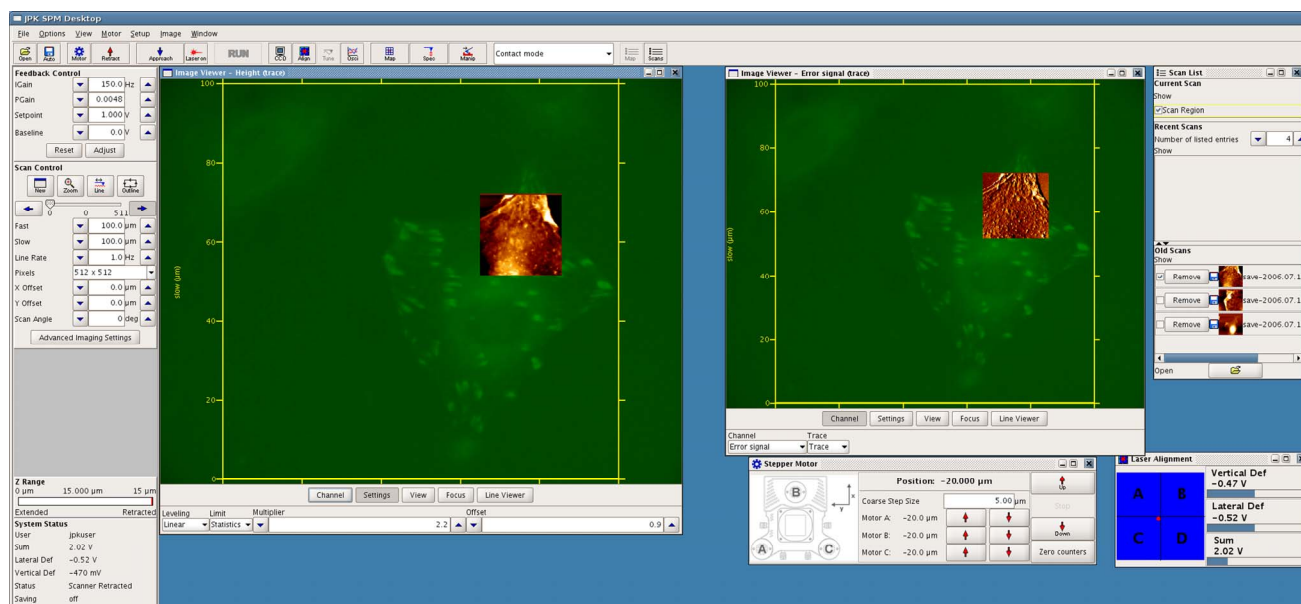 JPK SPM Desktop
File Options View Motor Setup Image Window
Open Auto Motor Retract Approach Laser on RUN CCD Align Tune Osci Map Spec Manip Contact mode Map Scans
Feedback Control
IGain 150.0 Hz
PGain 0.0048
Setpoint 1.000 V
Baseline 0.0 V
Reset Adjust
Scan Control
New Zoom Line Outline
0 0 511
Fast 100.0 µm
Slow 100.0 µm
Line Rate 1.0 Hz
Pixels 512 x 512
X Offset 0.0 µm
Y Offset 0.0 µm
Scan Angle 0 deg
Advanced Imaging Settings
Z Range
0 µm 15.000 µm 15 µm
Extended Retracted
System Status
User jpkuser
Sum 2.02 V
Lateral Def -0.52 V
Vertical Def -470 mV
Status Scanner Retracted
Saving off
Image Viewer - Height (trace)
100
80
60
slow (µm)
40
20
0
Channel Settings View Focus Line Viewer
Leveling Limit Multiplier Offset
Linear Statistics 2.2 0.9
Image Viewer - Error signal (trace)
100
80
60
slow (µm)
40
20
0
Channel Settings View Focus Line Viewer
Channel Trace
Error signal Trace
Scan List
Current Scan
Show
Scan Region
Recent Scans
Number of listed entries 4
Show
Old Scans
Show
Remove save-2006.07.1
Remove save-2006.07.1
Remove save-2006.07.1
Open
Stepper Motor
B
A C
x
y
Position: -20.000 µm
Coarse Step Size 5.00 µm
Motor A: -20.0 µm
Motor B: -20.0 µm
Motor C: -20.0 µm
Up
Stop
Down
Zero counters
Laser Alignment
A B
C D
Vertical Def
-0.47 V
Lateral Def
-0.52 V
Sum
2.02 V